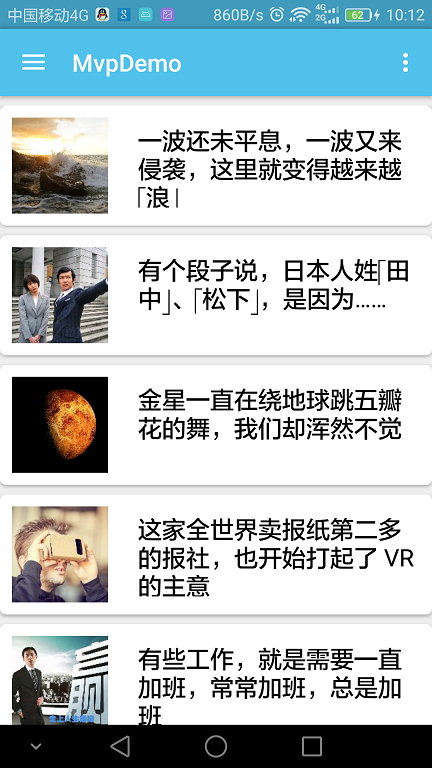 中国移动4G 860B/s 4G 2G 62 10:12
MvpDemo
一波还未平息，一波又来
侵袭，这里就变得越来越
「浪」
有个段子说，日本人姓「田
中」、「松下」，是因为……
金星一直在绕地球跳五瓣
花的舞，我们却浑然不觉
这家全世界卖报纸第二多
的报社，也开始打起了 VR
的主意
有些工作，就是需要一直
加班，常常加班，总是加
班